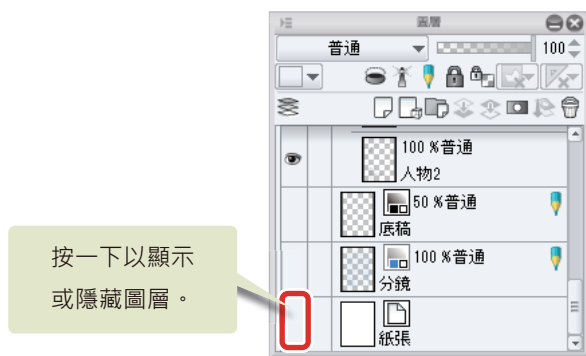 圖層
普通
100
100 %普通
人物2
50 %普通
底稿
100 %普通
分鏡
紙張
按一下以顯示
或隱藏圖層。